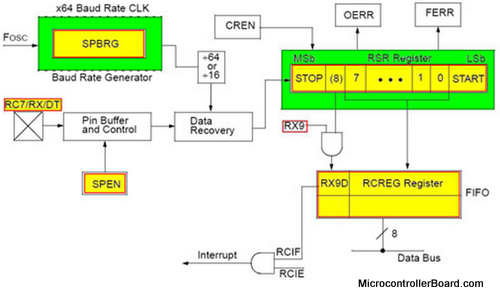 x64 Baud Rate CLK
FOSC
SPBRG
Baud Rate Generator
÷64
or
÷16
CREN
OERR
FERR
MSb
RSR Register
LSb
STOP (8) 7 • • • 1 0 START
RC7/RX/DT
Pin Buffer
and Control
Data
Recovery
RX9
SPEN
RX9D
RCREG Register
FIFO
8
Interrupt
RCIF
RCIE
Data Bus
MicrocontrollerBoard.com